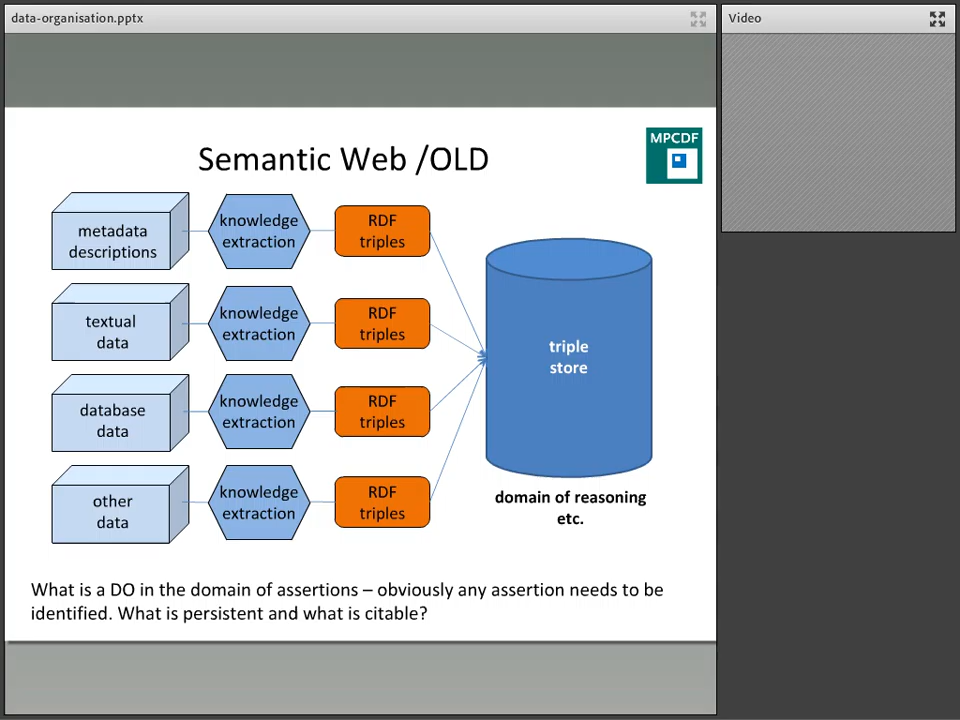 data-organisation.pptx
Video
MPCDF
Semantic Web /OLD
metadata
descriptions
knowledge
extraction
RDF
triples
textual
data
knowledge
extraction
RDF
triples
database
data
knowledge
extraction
RDF
triples
other
data
knowledge
extraction
RDF
triples
triple
store
domain of reasoning
etc.
What is a DO in the domain of assertions – obviously any assertion needs to be
identified. What is persistent and what is citable?